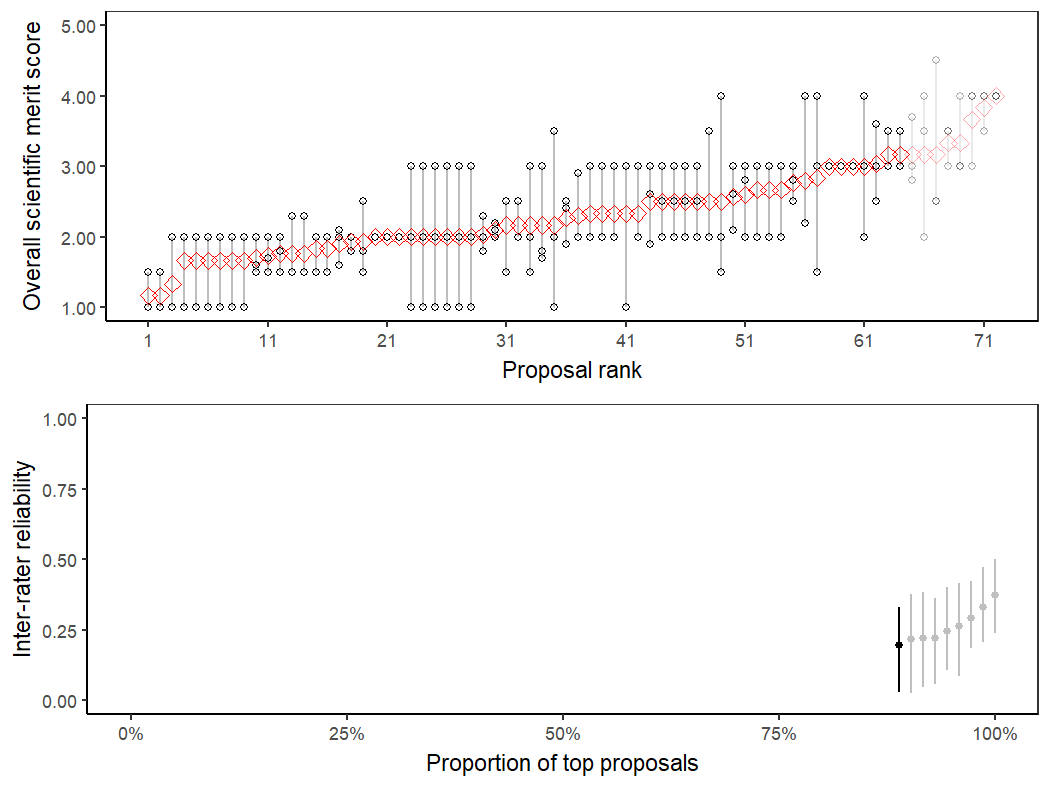 Overall scientific merit score
5.00
4.00
3.00
2.00
1.00
1 11 21 31 41 51 61 71
Proposal rank
Inter-rater reliability
1.00
0.75
0.50
0.25
0.00
0% 25% 50% 75% 100%
Proportion of top proposals